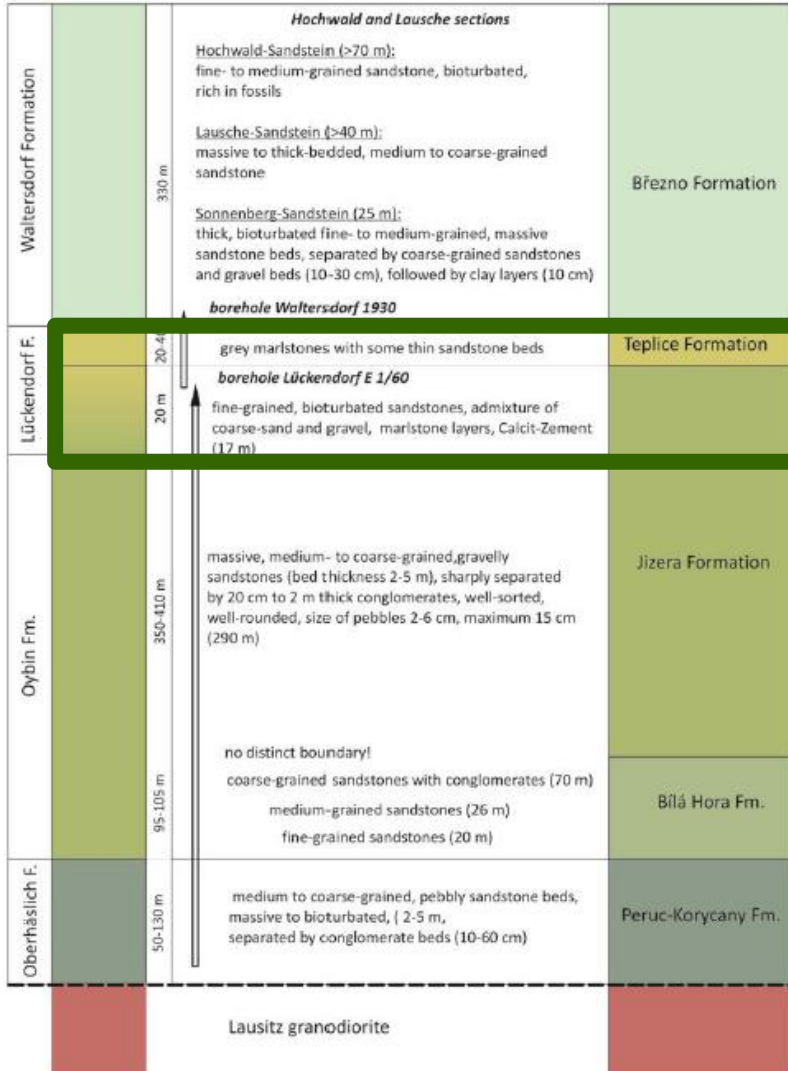 Hochwald and Lausche sections
Hochwald-Sandstein (>70 m):
fine- to medium-grained sandstone, bioturbated,
rich in fossils
Lausche-Sandstein (>40 m):
massive to thick-bedded, medium to coarse-grained
sandstone
Sonnenberg-Sandstein (25 m):
thick, bioturbated fine- to medium-grained, massive
sandstone beds, separated by coarse-grained sandstones
and gravel beds (10-30 cm), followed by clay layers (10 cm)
borehole Waltersdorf 1930
Waltersdorf Formation
330 m
Březno Formation
Lückendorf F.
20-40
grey marlstones with some thin sandstone beds
Teplice Formation
borehole Lückendorf E 1/60
20 m
fine-grained, bioturbated sandstones, admixture of
coarse-sand and gravel, marlstone layers, Calcit-Zement
(17 m)
Oybin Fm.
350-410 m
massive, medium- to coarse-grained,gravelly
sandstones (bed thickness 2-5 m), sharply separated
by 20 cm to 2 m thick conglomerates, well-sorted,
well-rounded, size of pebbles 2-6 cm, maximum 15 cm
(290 m)
Jizera Formation
no distinct boundary!
95-105 m
coarse-grained sandstones with conglomerates (70 m)
medium-grained sandstones (26 m)
fine-grained sandstones (20 m)
Bílá Hora Fm.
Oberhäslich F.
50-130 m
medium to coarse-grained, pebbly sandstone beds,
massive to bioturbated, ( 2-5 m,
separated by conglomerate beds (10-60 cm)
Peruc-Korycany Fm.
Lausitz granodiorite